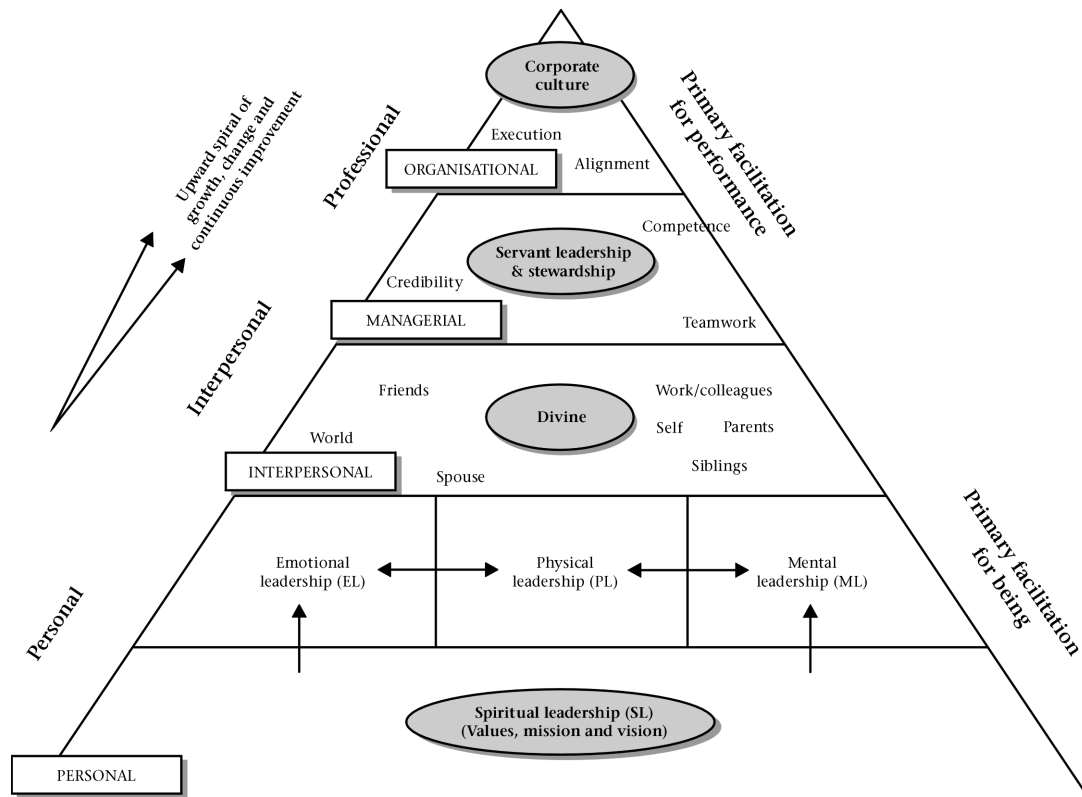 Corporate
culture
Upward spiral of
growth, change and
continuous improvement
Professional
Primary facilitation
for performance
Execution
ORGANISATIONAL
Alignment
Competence
Servant leadership
& stewardship
Credibility
MANAGERIAL
Teamwork
Interpersonal
Friends
Work/colleagues
Divine
Self
Parents
World
Siblings
INTERPERSONAL
Spouse
Primary facilitation
for being
Personal
Emotional
leadership (EL)
Physical
leadership (PL)
Mental
leadership (ML)
Spiritual leadership (SL)
(Values, mission and vision)
PERSONAL